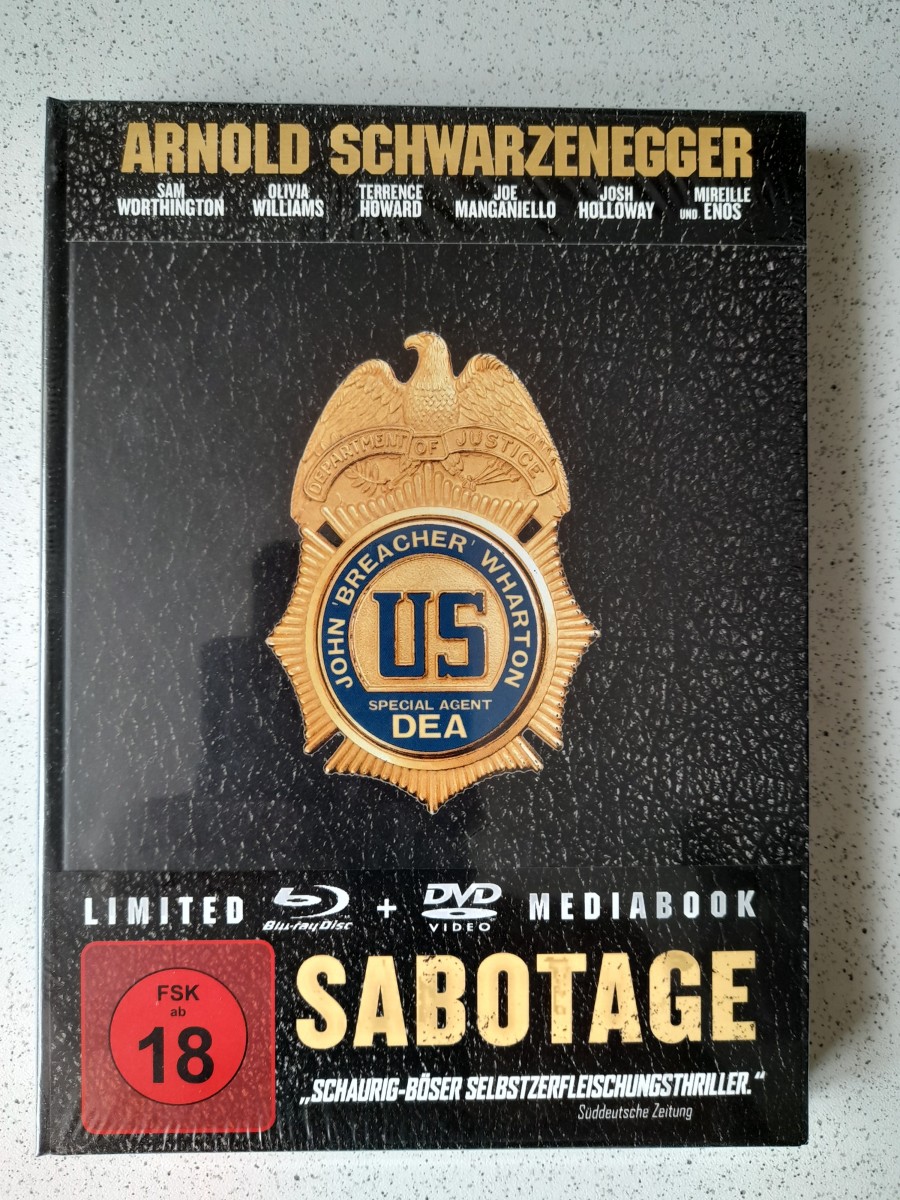 ARNOLD SCHWARZENEGGER
SAM WORTHINGTON
OLIVIA WILLIAMS
TERRENCE HOWARD
JOE MANGANIELLO
JOSH HOLLOWAY
UND MIREILLE ENOS
DEPARTMENT OF JUSTICE
JOHN 'BREACHER' WHARTON
US
SPECIAL AGENT
DEA
LIMITED Blu-ray Disc + DVD VIDEO MEDIABOOK
FSK
ab
18
SABOTAGE
„SCHAURIG-BÖSER SELBSTZERFLEISCHUNGSTHRILLER.“
Süddeutsche Zeitung